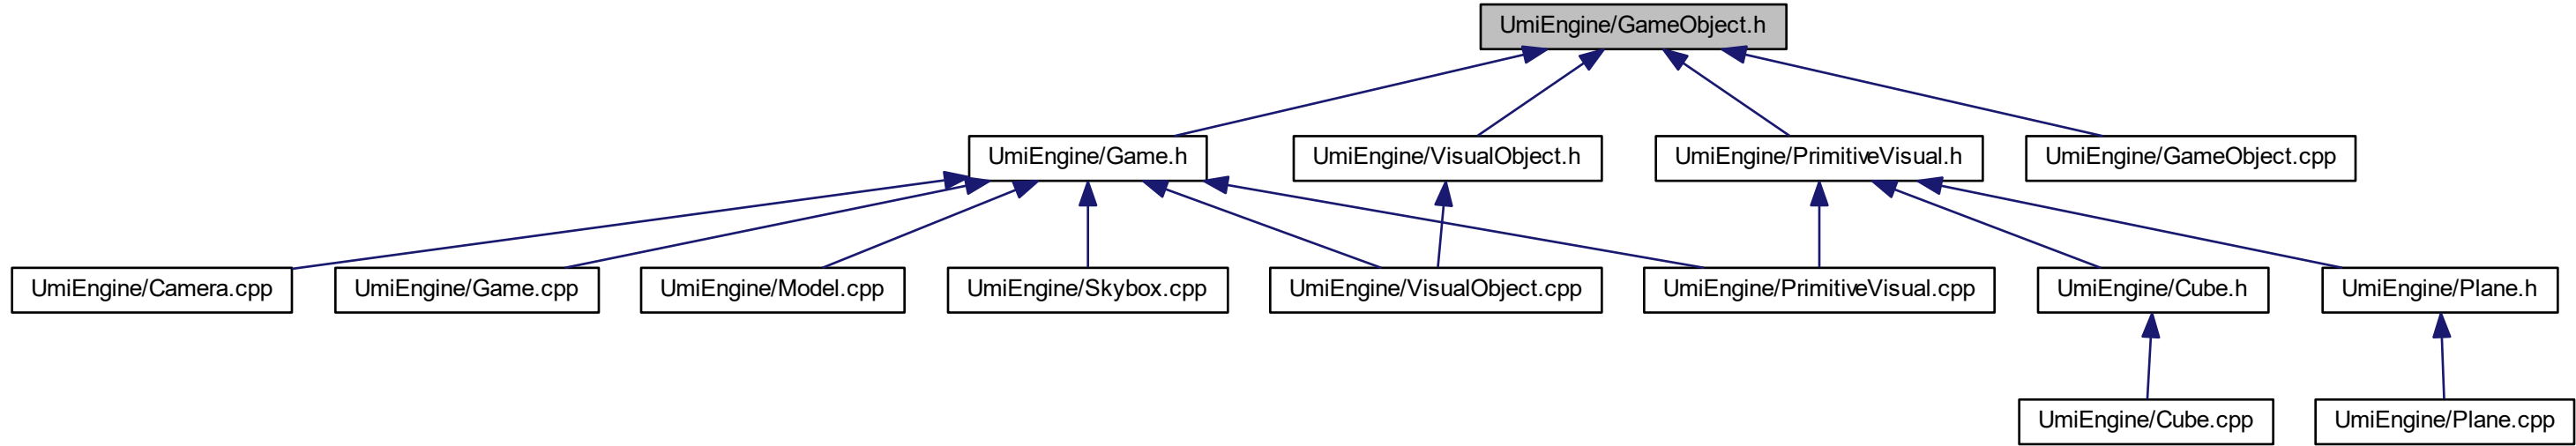 UmiEngine/GameObject.h
UmiEngine/Game.h
UmiEngine/VisualObject.h
UmiEngine/PrimitiveVisual.h
UmiEngine/GameObject.cpp
UmiEngine/Camera.cpp
UmiEngine/Game.cpp
UmiEngine/Model.cpp
UmiEngine/Skybox.cpp
UmiEngine/VisualObject.cpp
UmiEngine/PrimitiveVisual.cpp
UmiEngine/Cube.h
UmiEngine/Plane.h
UmiEngine/Cube.cpp
UmiEngine/Plane.cpp